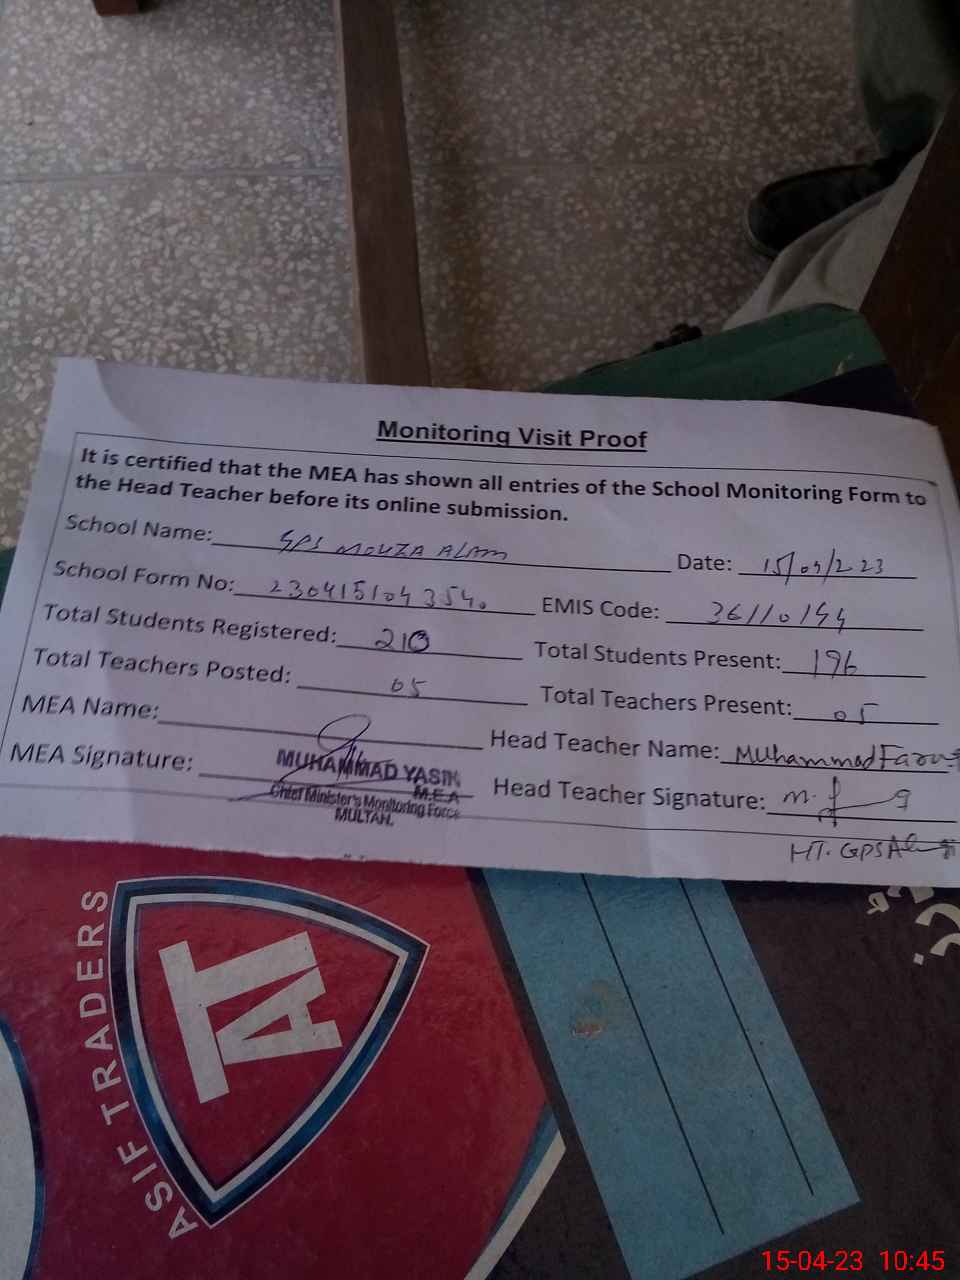 Monitoring Visit Proof
It is certified that the MEA has shown all entries of the School Monitoring Form to
the Head Teacher before its online submission.
School Name: GPS MOUZA ALAM Date: 15/04/2023
School Form No: 2304151043540 EMIS Code: 36110144
Total Students Registered: 210 Total Students Present: 196
Total Teachers Posted: 05 Total Teachers Present: 05
MEA Name: Head Teacher Name: Muhammad Farooq
MEA Signature: Head Teacher Signature:
MUHAMMAD YASIN
M.E.A
Chief Minister's Monitoring Force
MULTAN.
HT. GPS
ASIF TRADERS
AT
15-04-23 10:45